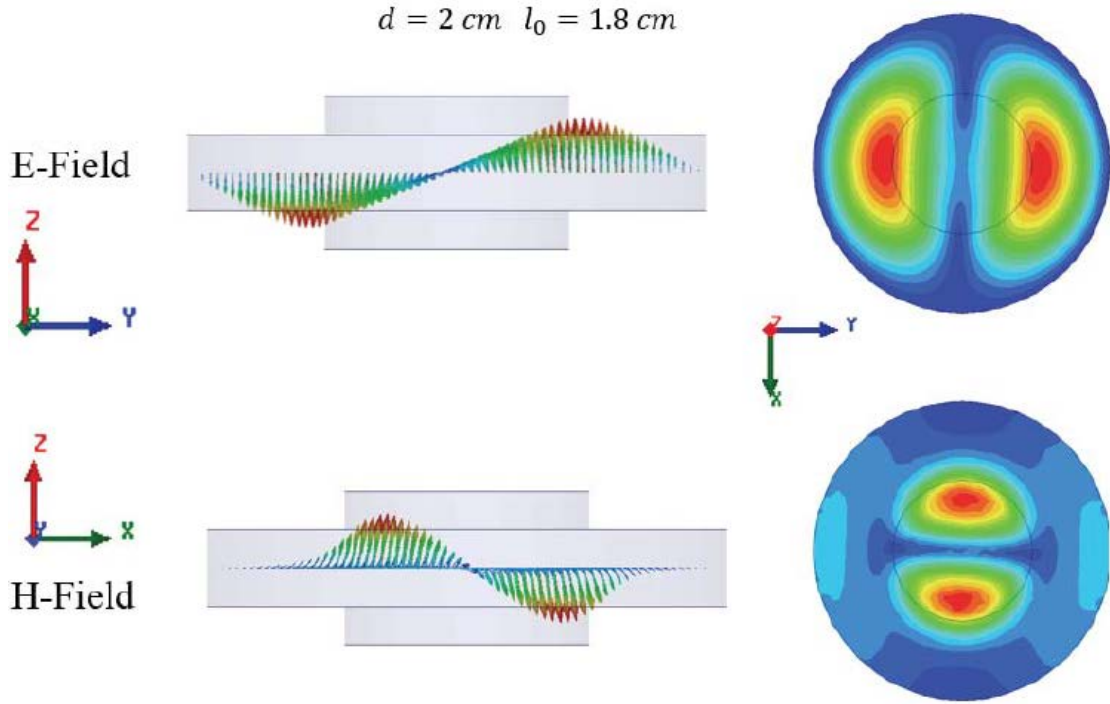 d = 2 cm l₀ = 1.8 cm
E-Field
Z
X
Y
Z
Y
X
Z
Y
X
H-Field